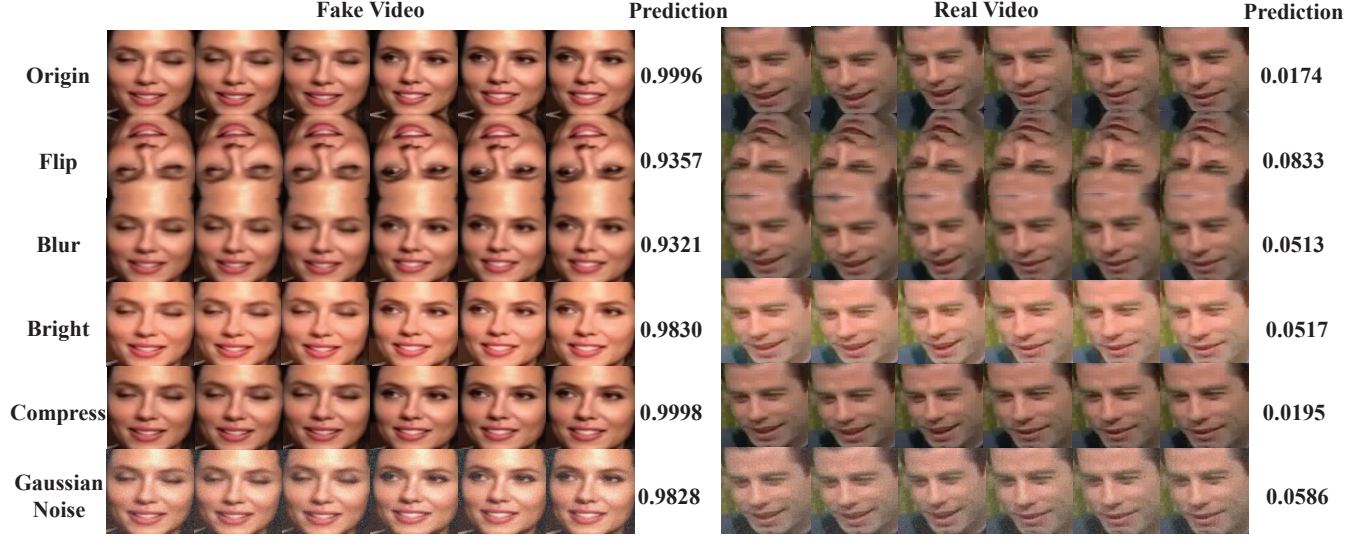 Fake Video Prediction Real Video Prediction
Origin 0.9996 0.0174
Flip 0.9357 0.0833
Blur 0.9321 0.0513
Bright 0.9830 0.0517
Compress 0.9998 0.0195
Gaussian
Noise 0.9828 0.0586